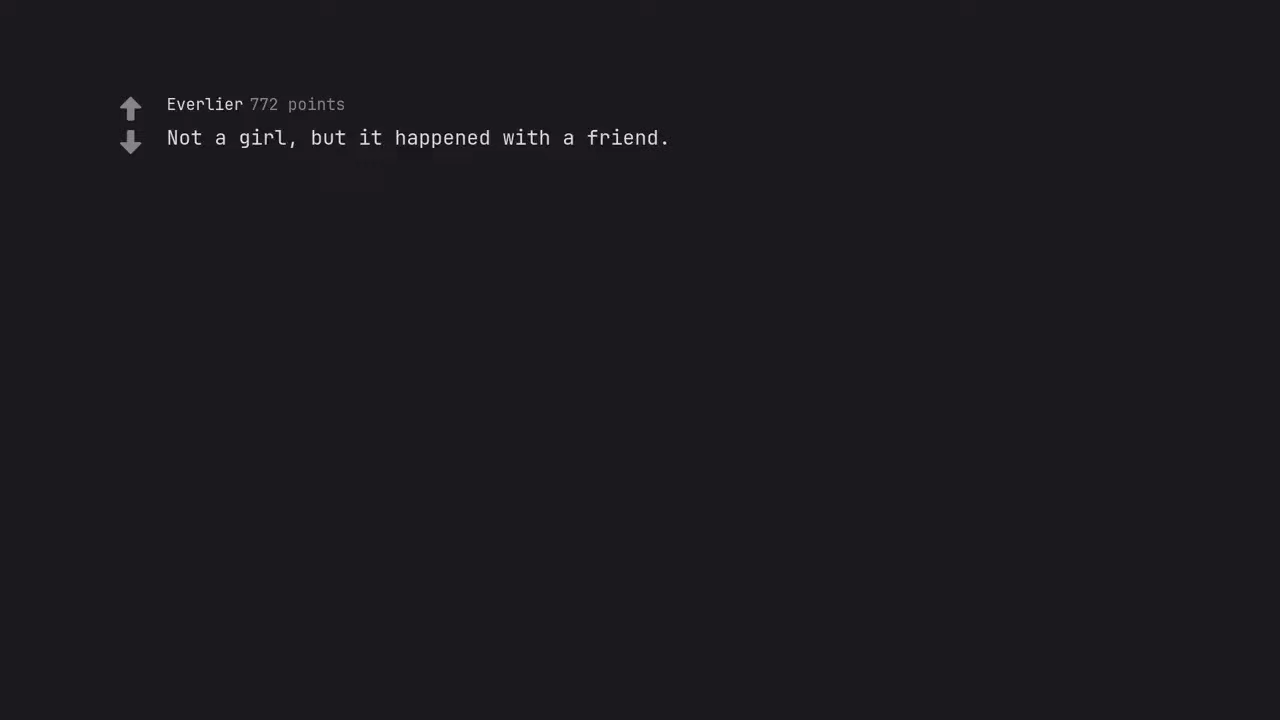 Everlier 772 points
Not a girl, but it happened with a friend.